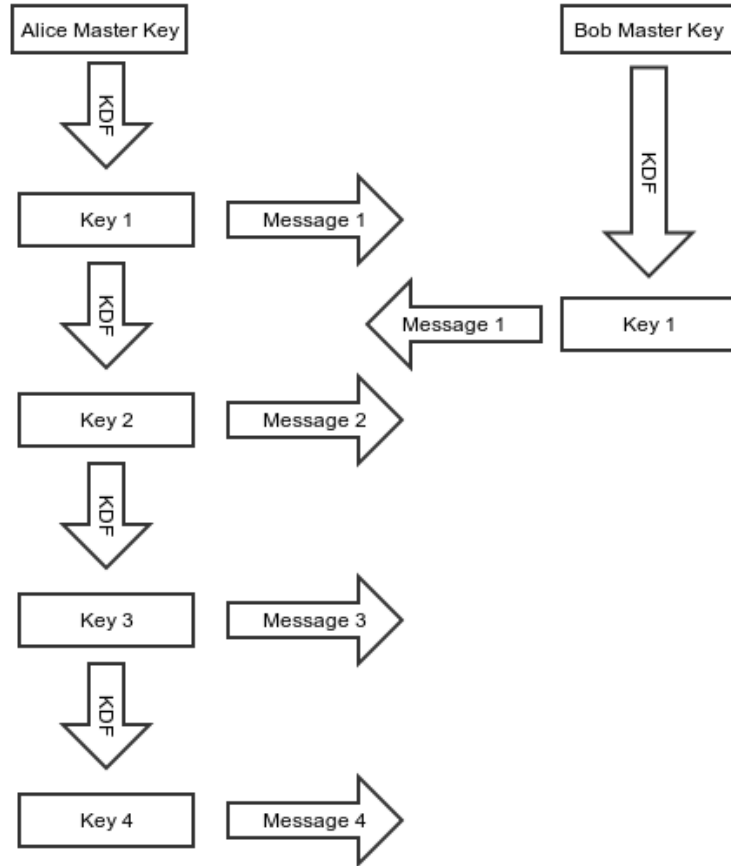 Alice Master Key
Bob Master Key
KDF
KDF
Key 1
Message 1
KDF
Message 1
Key 1
Key 2
Message 2
KDF
Key 3
Message 3
KDF
Key 4
Message 4